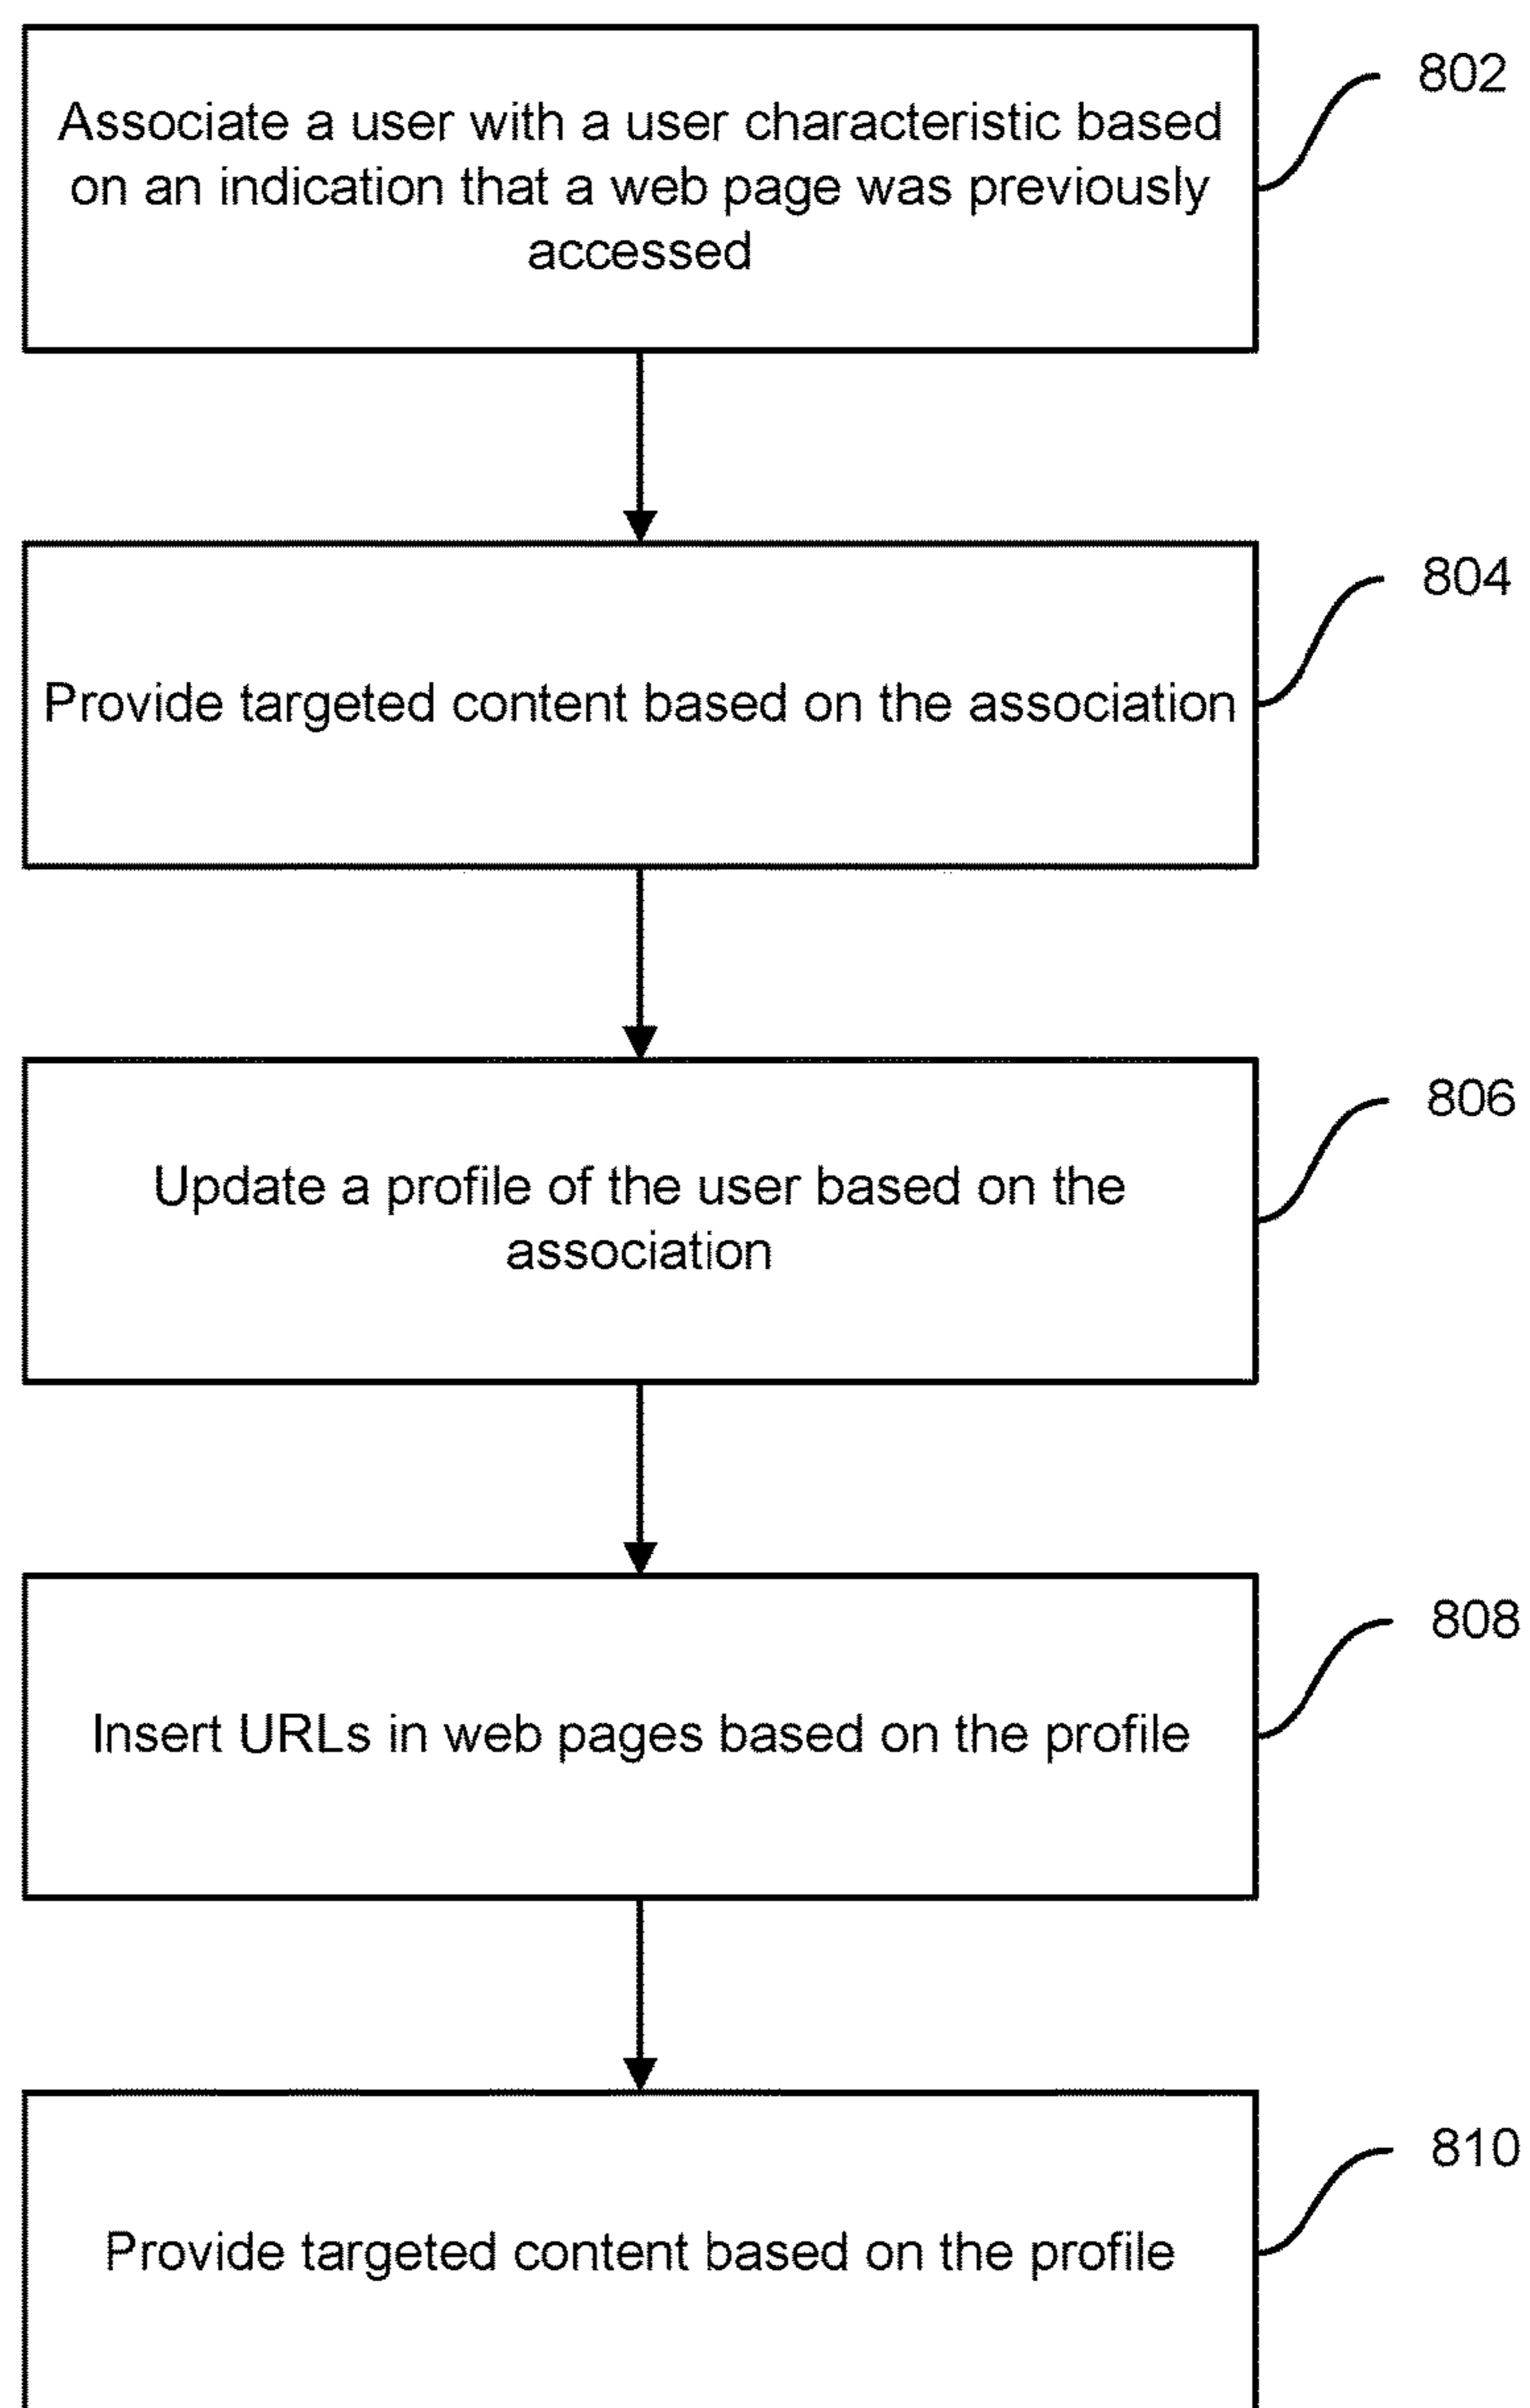 802
Associate a user with a user characteristic based
on an indication that a web page was previously
accessed
804
Provide targeted content based on the association
806
Update a profile of the user based on the
association
808
Insert URLs in web pages based on the profile
810
Provide targeted content based on the profile